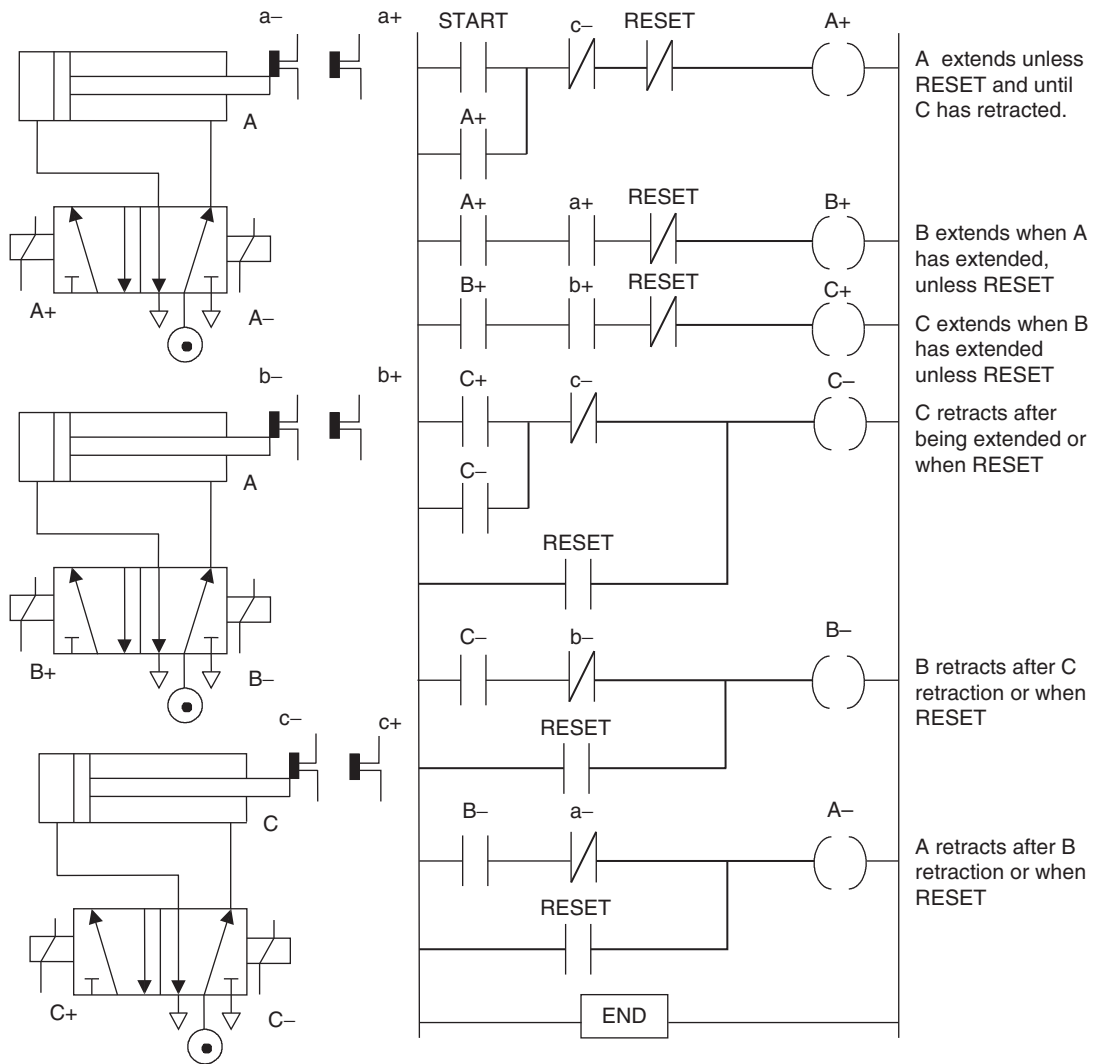 a− a+
A
A+ A−
b− b+
A
B+ B−
c− c+
C
C+ C−
START c− RESET A+
A+
A extends unless
RESET and until
C has retracted.
A+ a+ RESET B+
B extends when A
has extended,
unless RESET
B+ b+ RESET C+
C extends when B
has extended
unless RESET
C+ c− C−
C−
RESET
C retracts after
being extended or
when RESET
C− b− B−
RESET
B retracts after C
retraction or when
RESET
B− a− A−
RESET
A retracts after B
retraction or when
RESET
END